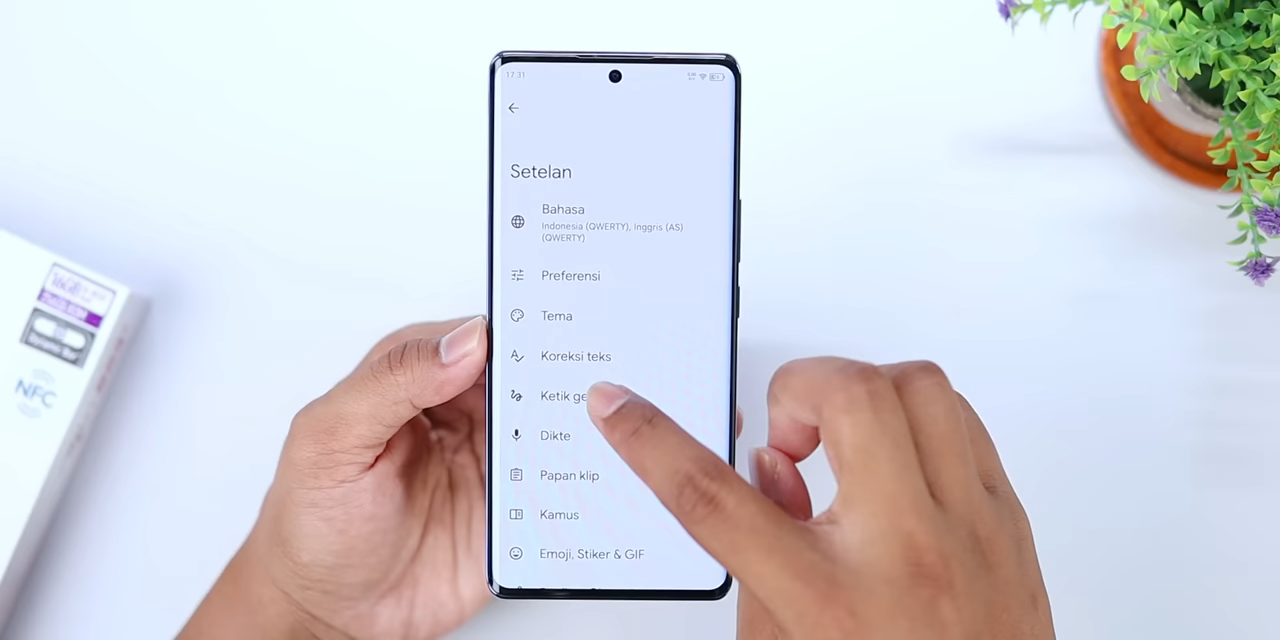 17.31
Setelan
Bahasa
Indonesia (QWERTY), Inggris (AS)
(QWERTY)
Preferensi
Tema
Koreksi teks
Ketik
Dikte
Papan klip
Kamus
Emoji, Stiker & GIF
16GB
NFC